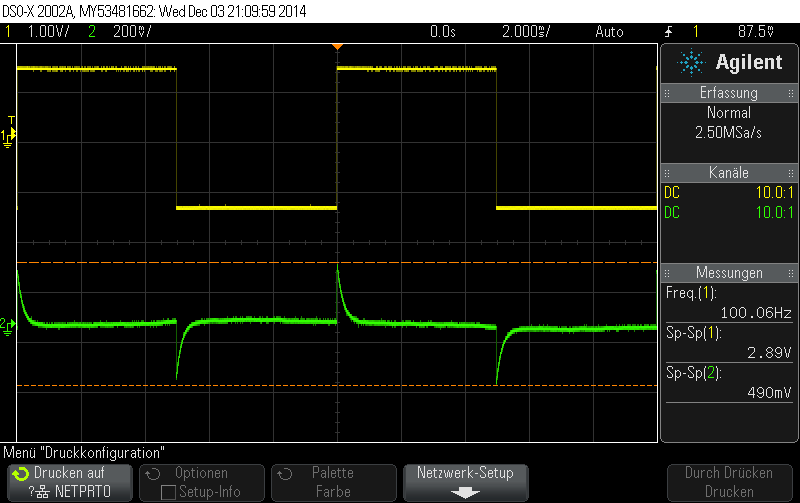 DSO-X 2002A, MY53481662: Wed Dec 03 21:09:59 2014
1 1.00V/ 2 200mV/ 0.0s 2.000ms/ Auto 1 87.5mV
Agilent
Erfassung
Normal
2.50MSa/s
T
1
Kanäle
DC 10.0:1
DC 10.0:1
Messungen
Freq.(1):
100.06Hz
2
Sp-Sp(1):
2.89V
Sp-Sp(2):
490mV
Menü "Druckkonfiguration"
Drucken auf
? NETPRT0
Optionen
Setup-Info
Palette
Farbe
Netzwerk-Setup
Durch Drücken
Drucken